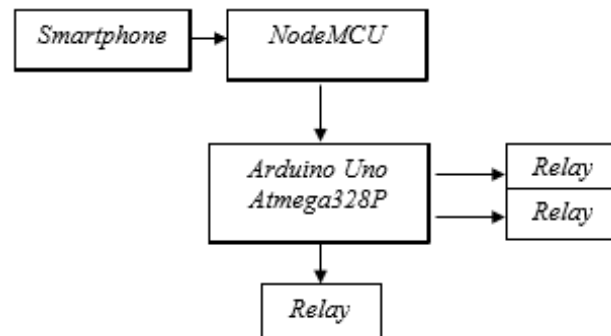 Smartphone
NodeMCU
Arduino Uno
Atmega328P
Relay
Relay
Relay